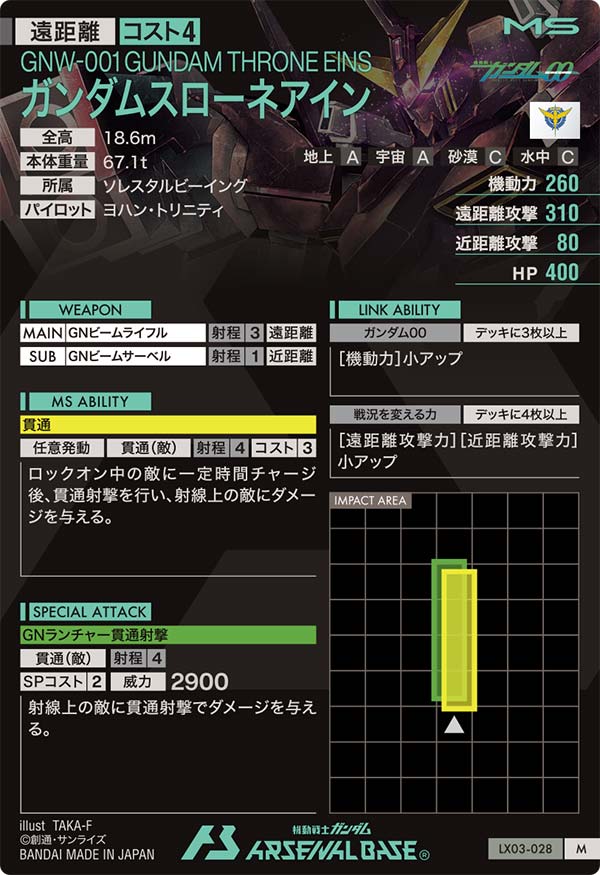 遠距離 コスト4 MS
GNW-001 GUNDAM THRONE EINS
機動戦士ガンダム00
ガンダムスローネアイン
全高 18.6m
本体重量 67.1t
所属 ソレスタルビーイング
パイロット ヨハン・トリニティ
地上 A 宇宙 A 砂漠 C 水中 C
機動力 260
遠距離攻撃 310
近距離攻撃 80
HP 400
WEAPON
MAIN GNビームライフル 射程 3 遠距離
SUB GNビームサーベル 射程 1 近距離
MS ABILITY
貫通
任意発動 貫通(敵) 射程 4 コスト 3
ロックオン中の敵に一定時間チャージ
後、貫通射撃を行い、射線上の敵にダメー
ジを与える。
SPECIAL ATTACK
GNランチャー貫通射撃
貫通(敵) 射程 4
SPコスト 2 威力 2900
射線上の敵に貫通射撃でダメージを与え
る。
LINK ABILITY
ガンダム00 デッキに3枚以上
[機動力]小アップ
戦況を変える力 デッキに4枚以上
[遠距離攻撃力][近距離攻撃力]
小アップ
IMPACT AREA
illust TAKA-F
©創通・サンライズ
BANDAI MADE IN JAPAN
機動戦士ガンダム
AB ARSENAL BASE®
LX03-028 M